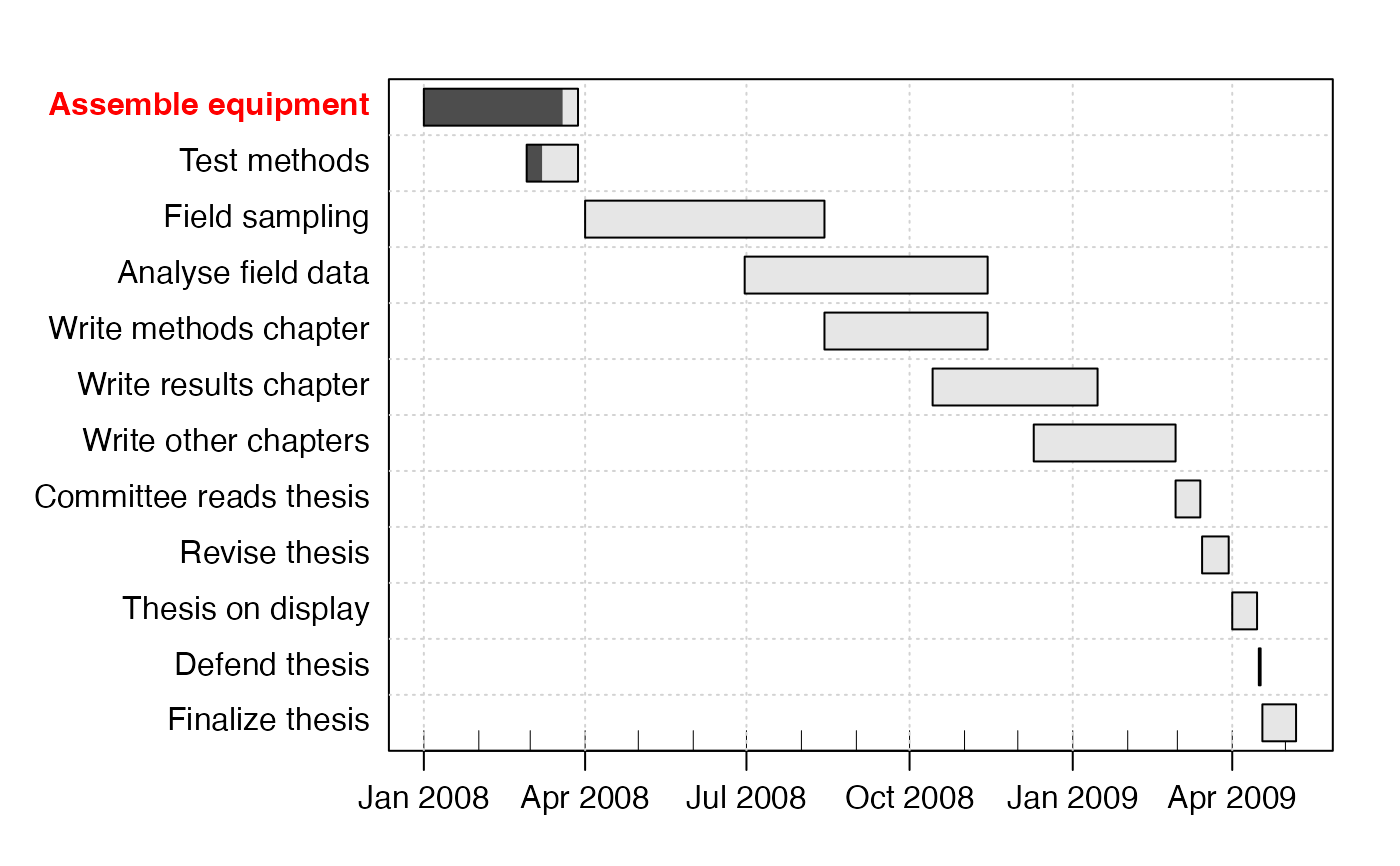 Assemble equipment
Test methods
Field sampling
Analyse field data
Write methods chapter
Write results chapter
Write other chapters
Committee reads thesis
Revise thesis
Thesis on display
Defend thesis
Finalize thesis
Jan 2008 Apr 2008 Jul 2008 Oct 2008 Jan 2009 Apr 2009